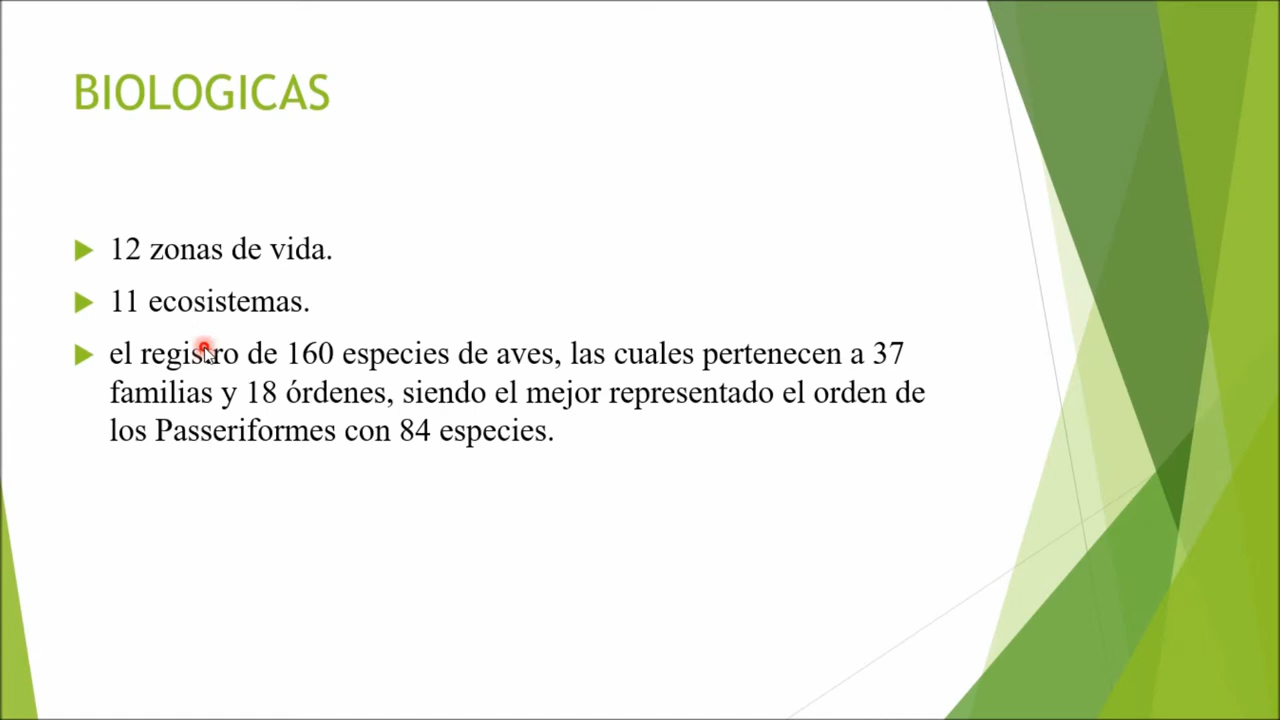 BIOLOGICAS
12 zonas de vida.
11 ecosistemas.
el registro de 160 especies de aves, las cuales pertenecen a 37
familias y 18 órdenes, siendo el mejor representado el orden de
los Passeriformes con 84 especies.